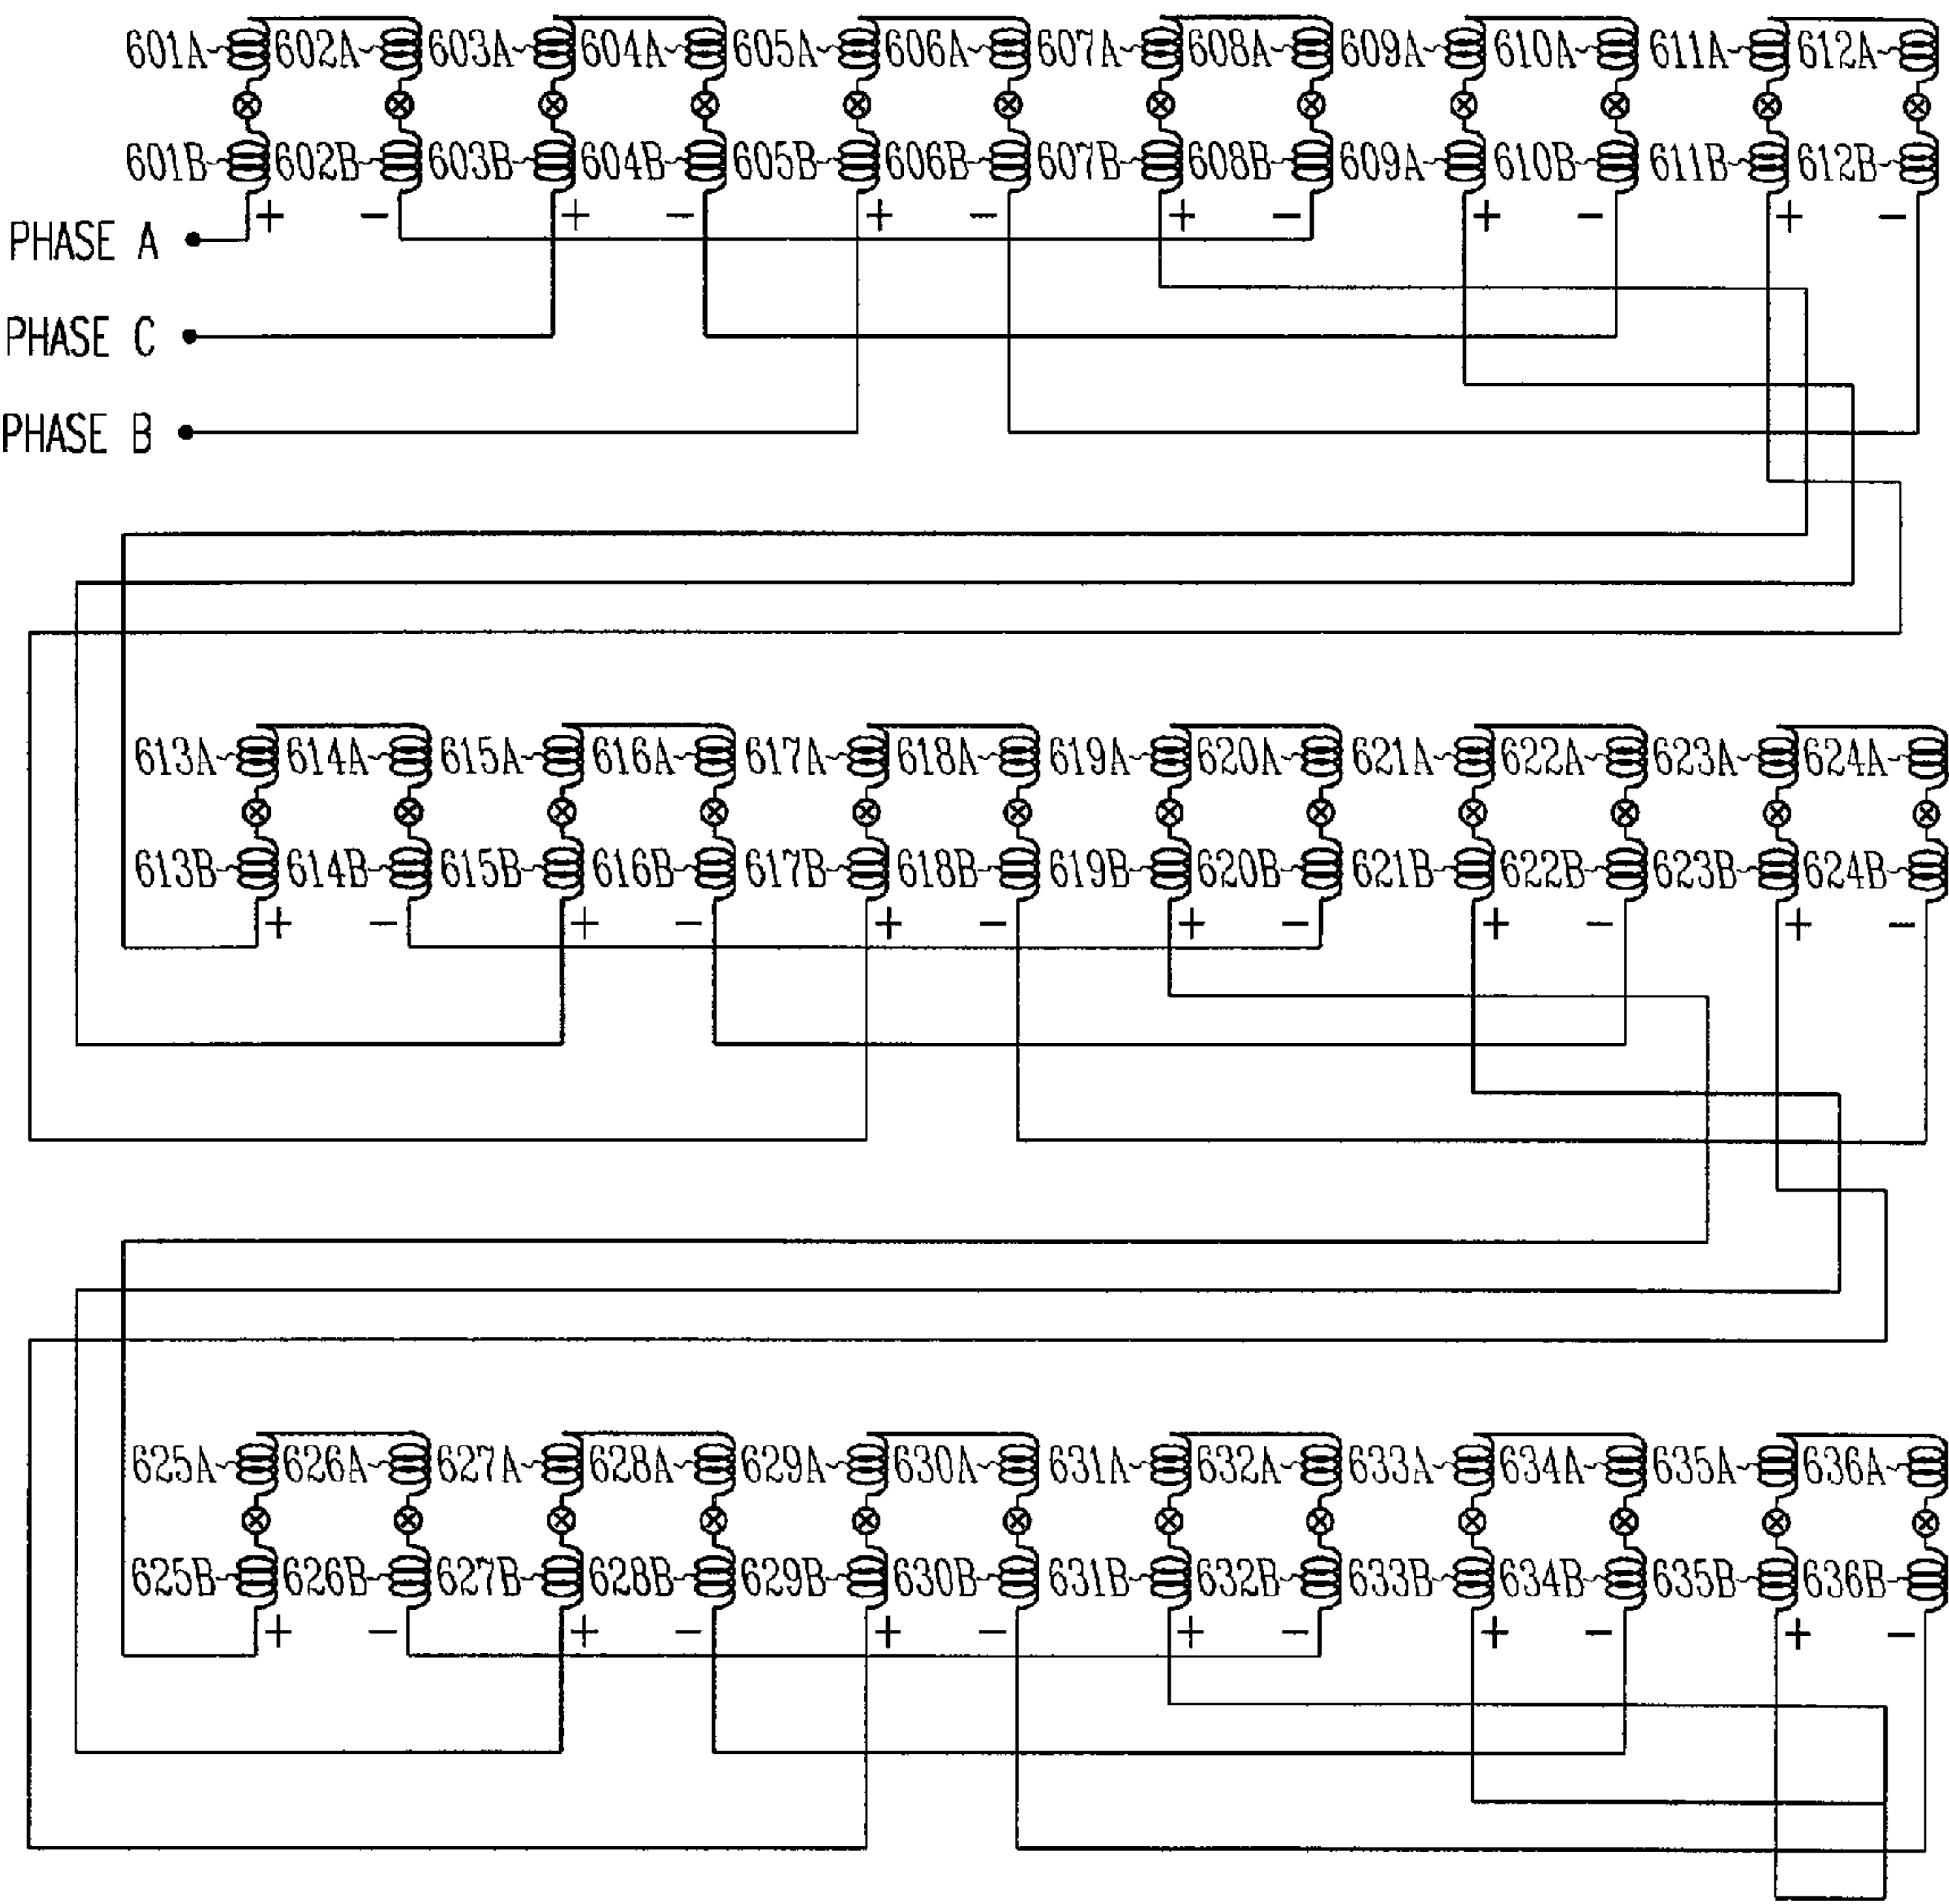 601A 602A 603A 604A 605A 606A 607A 608A 609A 610A 611A 612A
601B 602B 603B 604B 605B 606B 607B 608B 609A 610B 611B 612B
+ − + − + − + − + − + −
PHASE A
PHASE C
PHASE B
613A 614A 615A 616A 617A 618A 619A 620A 621A 622A 623A 624A
613B 614B 615B 616B 617B 618B 619B 620B 621B 622B 623B 624B
+ − + − + − + − + − + −
625A 626A 627A 628A 629A 630A 631A 632A 633A 634A 635A 636A
625B 626B 627B 628B 629B 630B 631B 632B 633B 634B 635B 636B
+ − + − + − + − + − + −